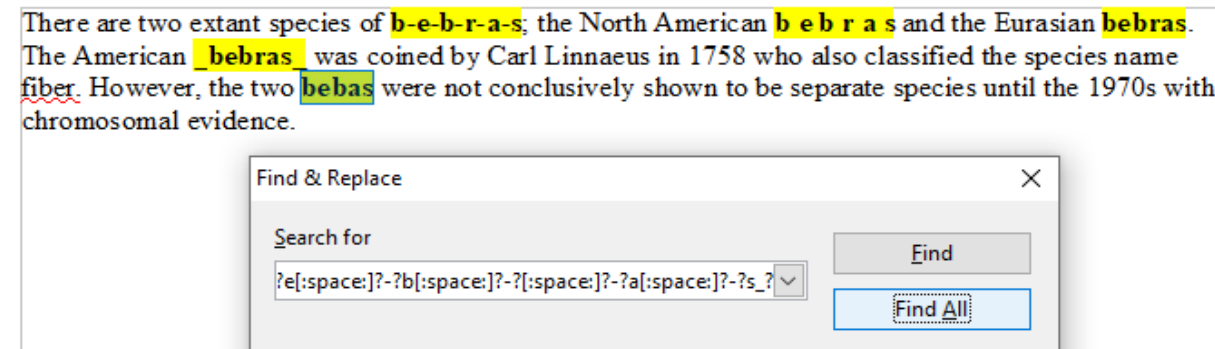 There are two extant species of b-e-b-r-a-s; the North American b e b r a s and the Eurasian bebras.
The American _bebras_ was coined by Carl Linnaeus in 1758 who also classified the species name
fiber. However, the two bebas were not conclusively shown to be separate species until the 1970s with
chromosomal evidence.
Find & Replace
Search for
Find
?e[:space:]?-?b[:space:]?-?[:space:]?-?a[:space:]?-?s_?
Find All